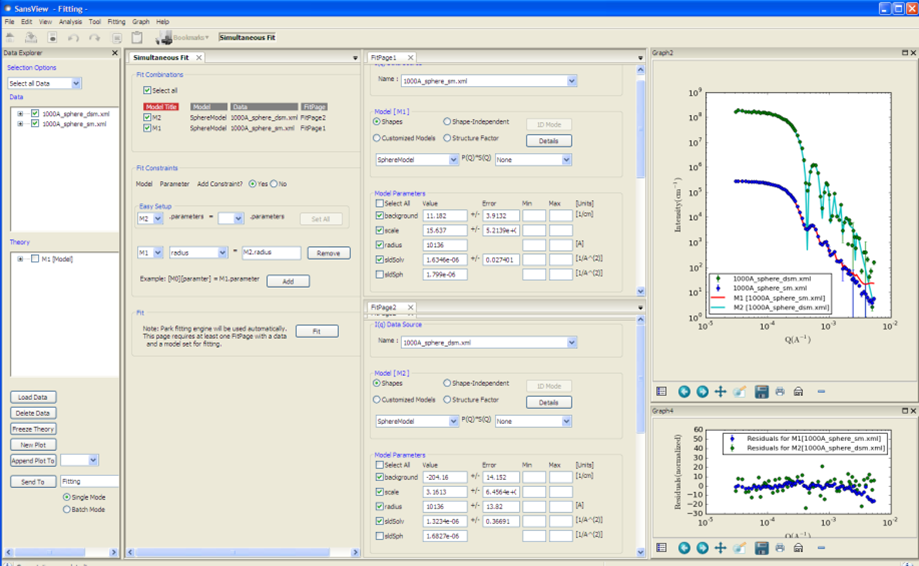 SansView - Fitting -
File Edit View Analysis Tool Fitting Graph Help
Bookmarks Simultaneous Fit
Data Explorer
Selection Options
Select all Data
Data
1000A_sphere_dsm.xml
1000A_sphere_sm.xml
Theory
M1 [Model]
Load Data
Delete Data
Freeze Theory
New Plot
Append Plot To
Send To Fitting
Single Mode
Batch Mode
Simultaneous Fit
Fit Combinations
Select all
Model Title Model Data FitPage
M2 SphereModel 1000A_sphere_dsm.xml FitPage2
M1 SphereModel 1000A_sphere_sm.xml FitPage1
Fit Constraints
Model Parameter Add Constraint? Yes No
Easy Setup
M2 .parameters = .parameters Set All
M1 radius = M2.radius Remove
Example: [M0][paramter] = M1.parameter Add
Fit
Note: Park fitting engine will be used automatically.
This page requires at least one FitPage with a data
and a model set for fitting.
Fit
FitPage1
I(q) Data Source
Name : 1000A_sphere_sm.xml
Model [M1]
Shapes Shape-Independent 1D Mode
Customized Models Structure Factor Details
SphereModel P(Q)*S(Q) None
Model Parameters
Select All Value Error Min Max [Units]
background 11.182 +/- 3.9132 [1/cm]
scale 15.637 +/- 5.2139e+(
radius 10136 [A]
sldSolv 1.6346e-06 +/- 0.027401 [1/A^(2)]
sldSph 1.799e-06 [1/A^(2)]
FitPage2
I(q) Data Source
Name : 1000A_sphere_dsm.xml
Model [M2]
Shapes Shape-Independent 1D Mode
Customized Models Structure Factor Details
SphereModel P(Q)*S(Q) None
Model Parameters
Select All Value Error Min Max [Units]
background -204.16 +/- 14.152 [1/cm]
scale 3.1613 +/- 6.4564e+(
radius 10136 +/- 13.82 [A]
sldSolv 1.3234e-06 +/- 0.36691 [1/A^(2)]
sldSph 1.6827e-06 [1/A^(2)]
Graph2
10^9
10^8
10^7
10^6
10^5
10^4
10^3
10^2
10^1
10^0
Intensity(cm^-1)
1000A_sphere_dsm.xml
1000A_sphere_sm.xml
M1 [1000A_sphere_sm.xml]
M2 [1000A_sphere_dsm.xml]
10^-5 10^-4 10^-3 10^-2
Q(A^-1)
Graph4
60
50
40
30
20
10
0
−10
−20
−30
Residuals(normalized)
Residuals for M1[1000A_sphere_sm.xml]
Residuals for M2[1000A_sphere_dsm.xml]
10^-5 10^-4 10^-3 10^-2
Q(A^-1)